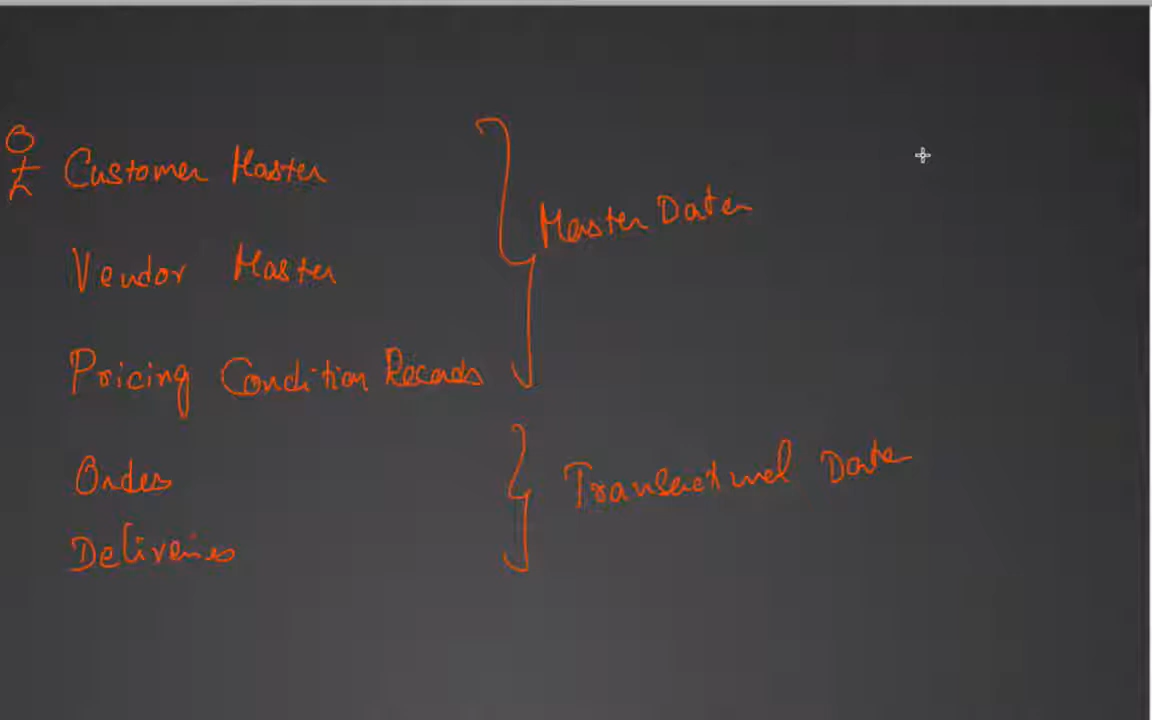 Customer Master
Vendor Master
Master Data
Pricing Condition Records
Orders
Transactional Data
Deliveries